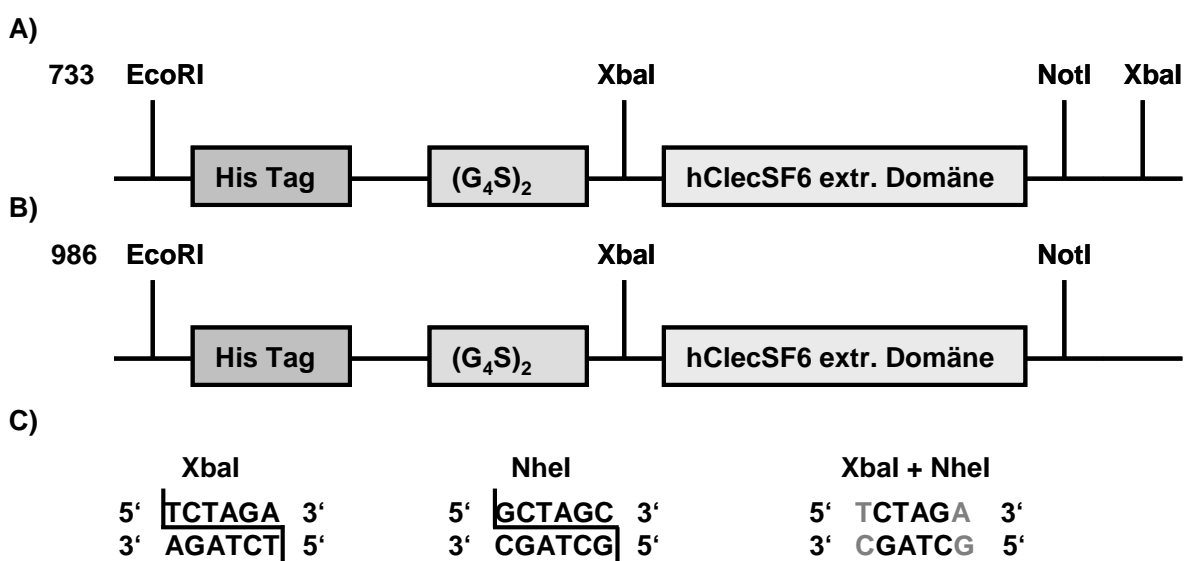 A)
733 EcoRI XbaI NotI XbaI
His Tag (G₄S)₂ hClecSF6 extr. Domäne
B)
986 EcoRI XbaI NotI
His Tag (G₄S)₂ hClecSF6 extr. Domäne
C)
XbaI NheI XbaI + NheI
5‘ TCTAGA 3‘ 5‘ GCTAGC 3‘ 5‘ TCTAGA 3‘
3‘ AGATCT 5‘ 3‘ CGATCG 5‘ 3‘ CGATCG 5‘